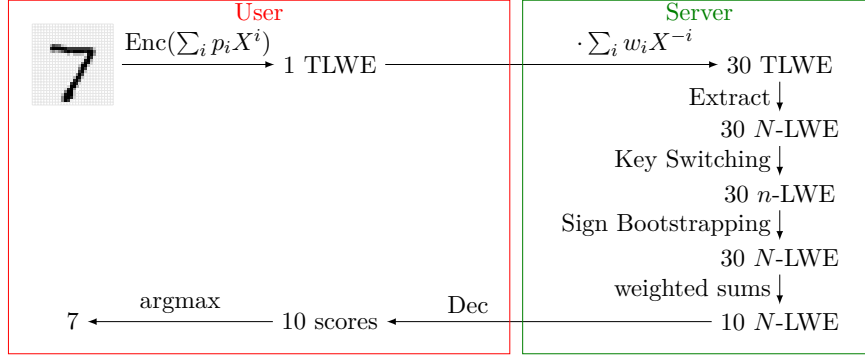 User
Server
Enc(∑_i p_i X^i)
1 TLWE
· ∑_i w_i X^{-i}
30 TLWE
Extract
30 N-LWE
Key Switching
30 n-LWE
Sign Bootstrapping
30 N-LWE
weighted sums
10 N-LWE
Dec
10 scores
argmax
7
7